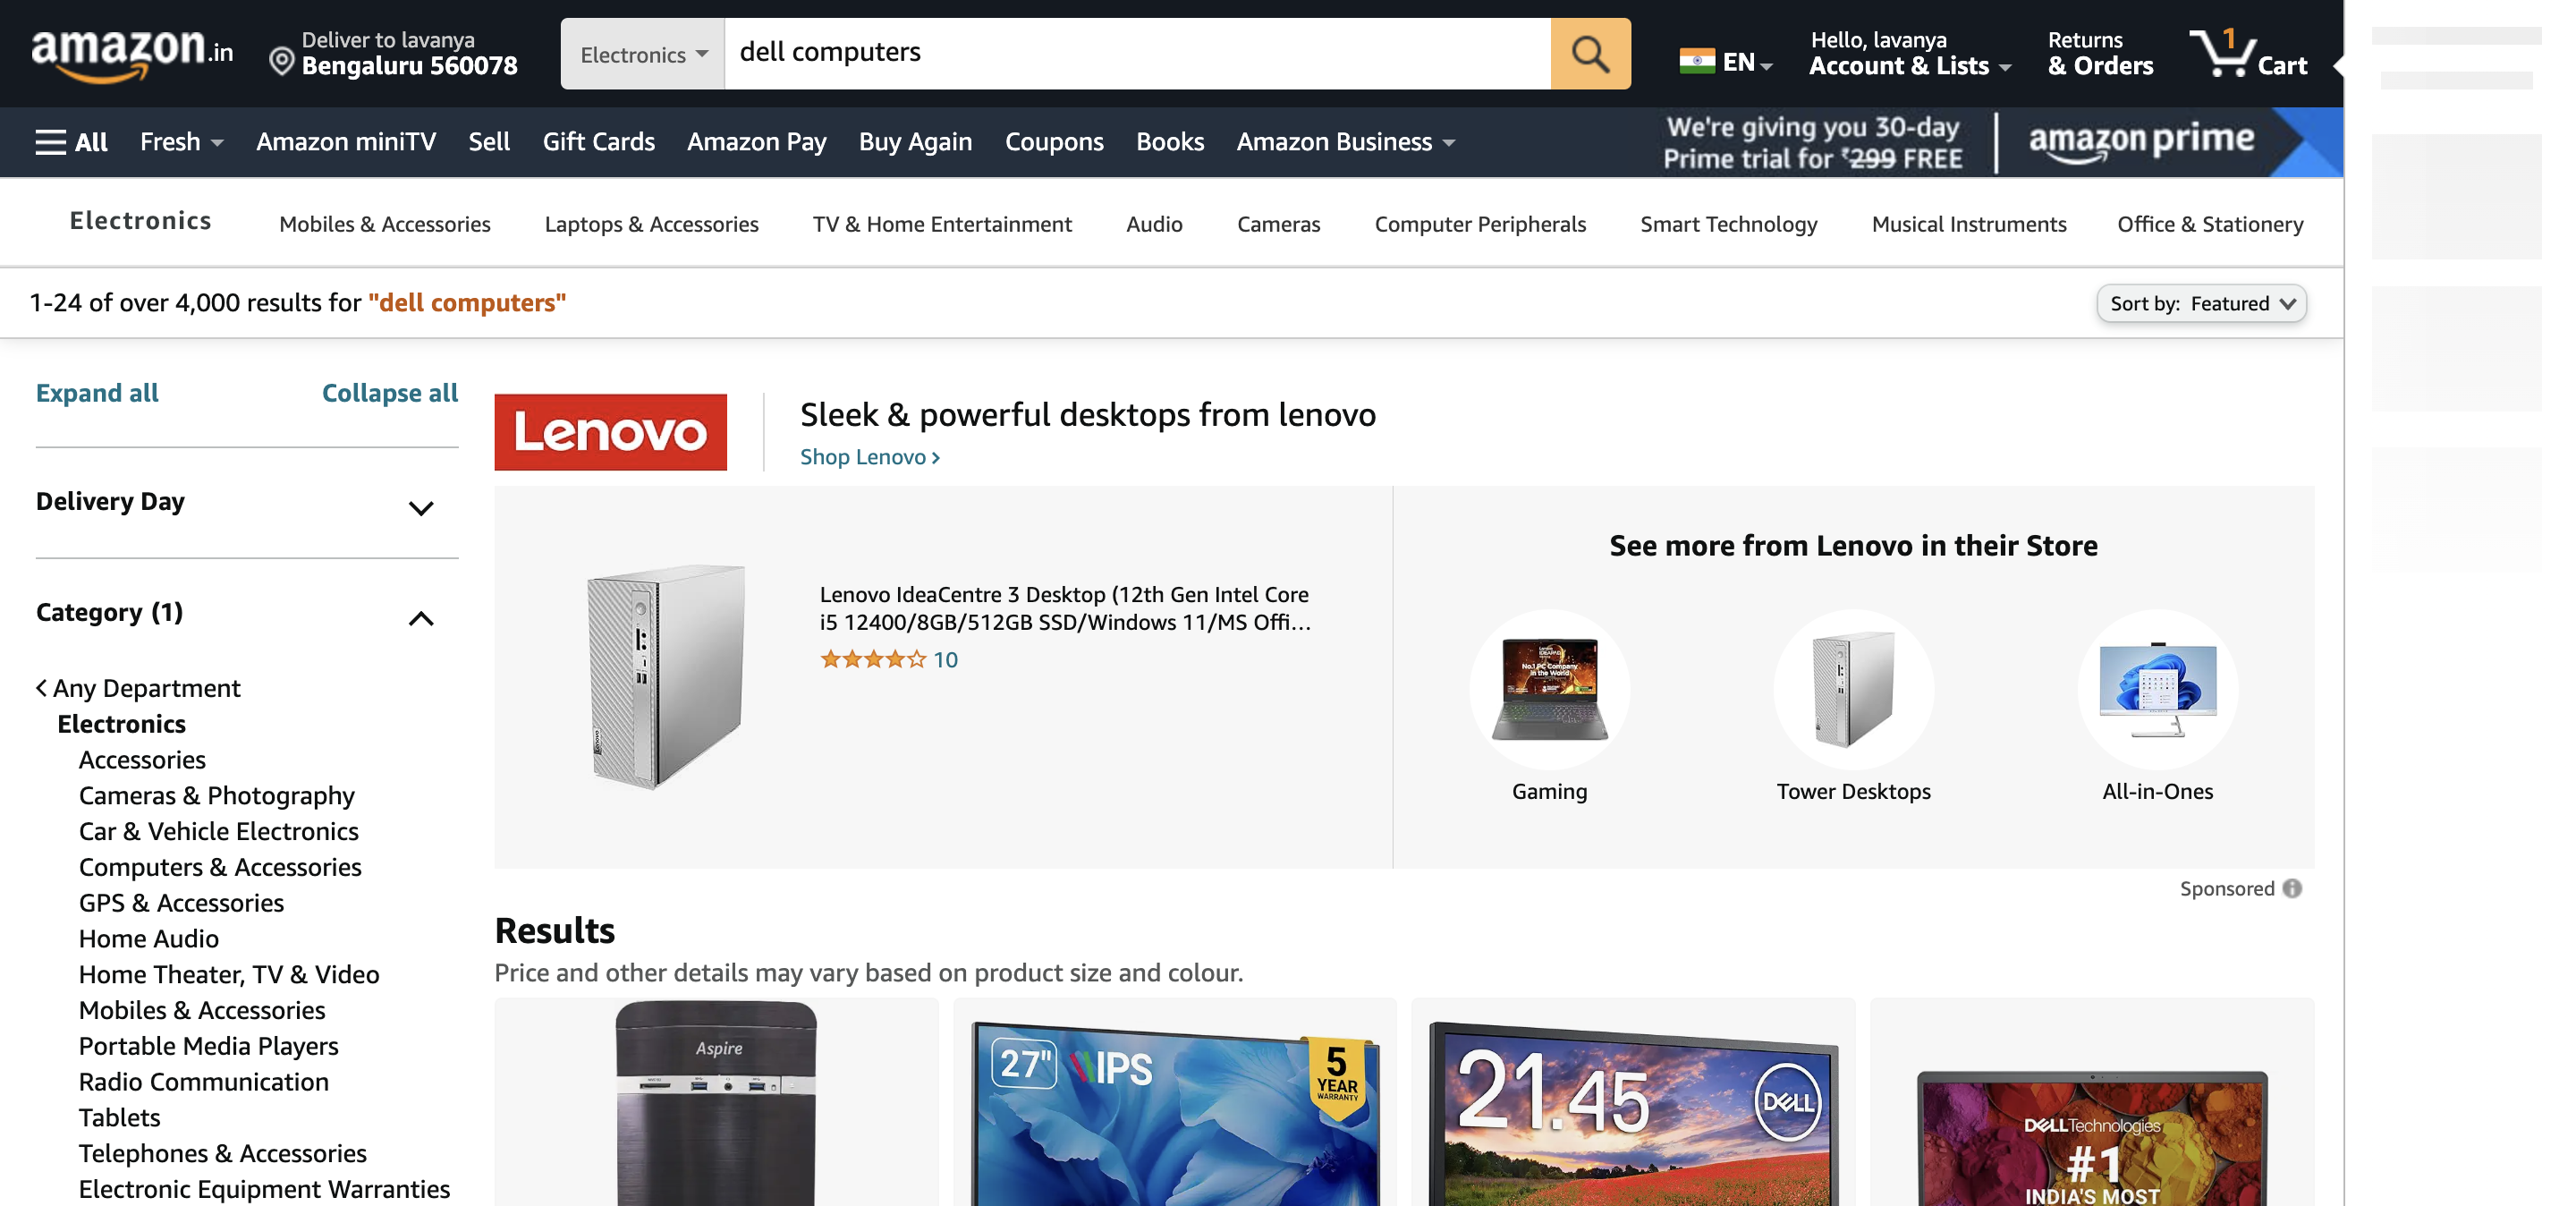 amazon.in
Deliver to lavanya
Bengaluru 560078
Electronics
dell computers
EN
Hello, lavanya
Account & Lists
Returns
& Orders
1
Cart
All
Fresh
Amazon miniTV
Sell
Gift Cards
Amazon Pay
Buy Again
Coupons
Books
Amazon Business
We're giving you 30-day
Prime trial for ₹299 FREE
amazon prime
Electronics
Mobiles & Accessories
Laptops & Accessories
TV & Home Entertainment
Audio
Cameras
Computer Peripherals
Smart Technology
Musical Instruments
Office & Stationery
1-24 of over 4,000 results for "dell computers"
Sort by: Featured
Expand all
Collapse all
Delivery Day
Category (1)
Any Department
Electronics
Accessories
Cameras & Photography
Car & Vehicle Electronics
Computers & Accessories
GPS & Accessories
Home Audio
Home Theater, TV & Video
Mobiles & Accessories
Portable Media Players
Radio Communication
Tablets
Telephones & Accessories
Electronic Equipment Warranties
Lenovo
Sleek & powerful desktops from lenovo
Shop Lenovo ›
Lenovo
Lenovo IdeaCentre 3 Desktop (12th Gen Intel Core
i5 12400/8GB/512GB SSD/Windows 11/MS Offi…
10
See more from Lenovo in their Store
No.1 PC Company
in the World
Gaming
Tower Desktops
All-in-Ones
Sponsored
Results
Price and other details may vary based on product size and colour.
Aspire
27"
IPS
5
YEAR
WARRANTY
21.45
DELL
DELL Technologies
#1
INDIA'S MOST